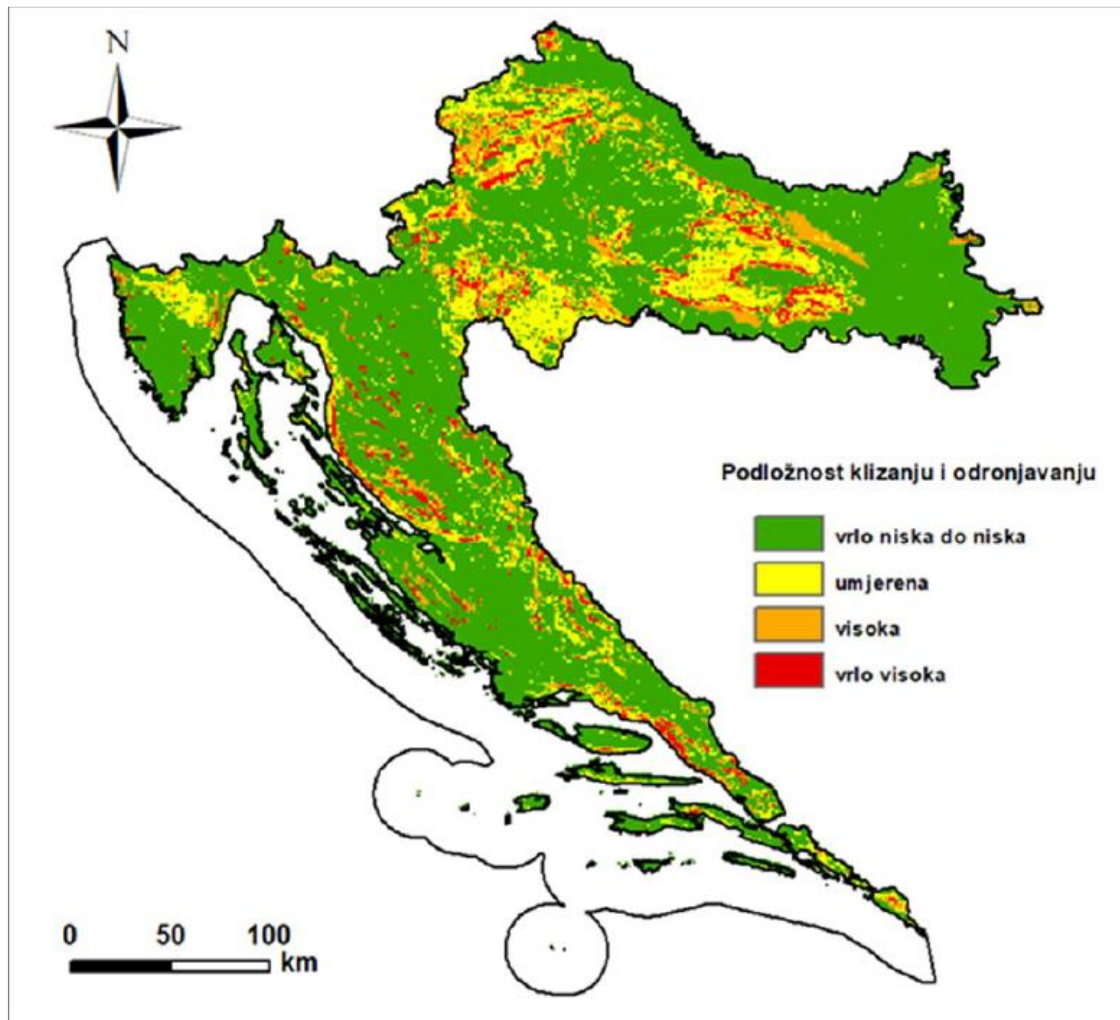 N
Podložnost klizanju i odronjavanju
vrlo niska do niska
umjerena
visoka
vrlo visoka
0 50 100
km